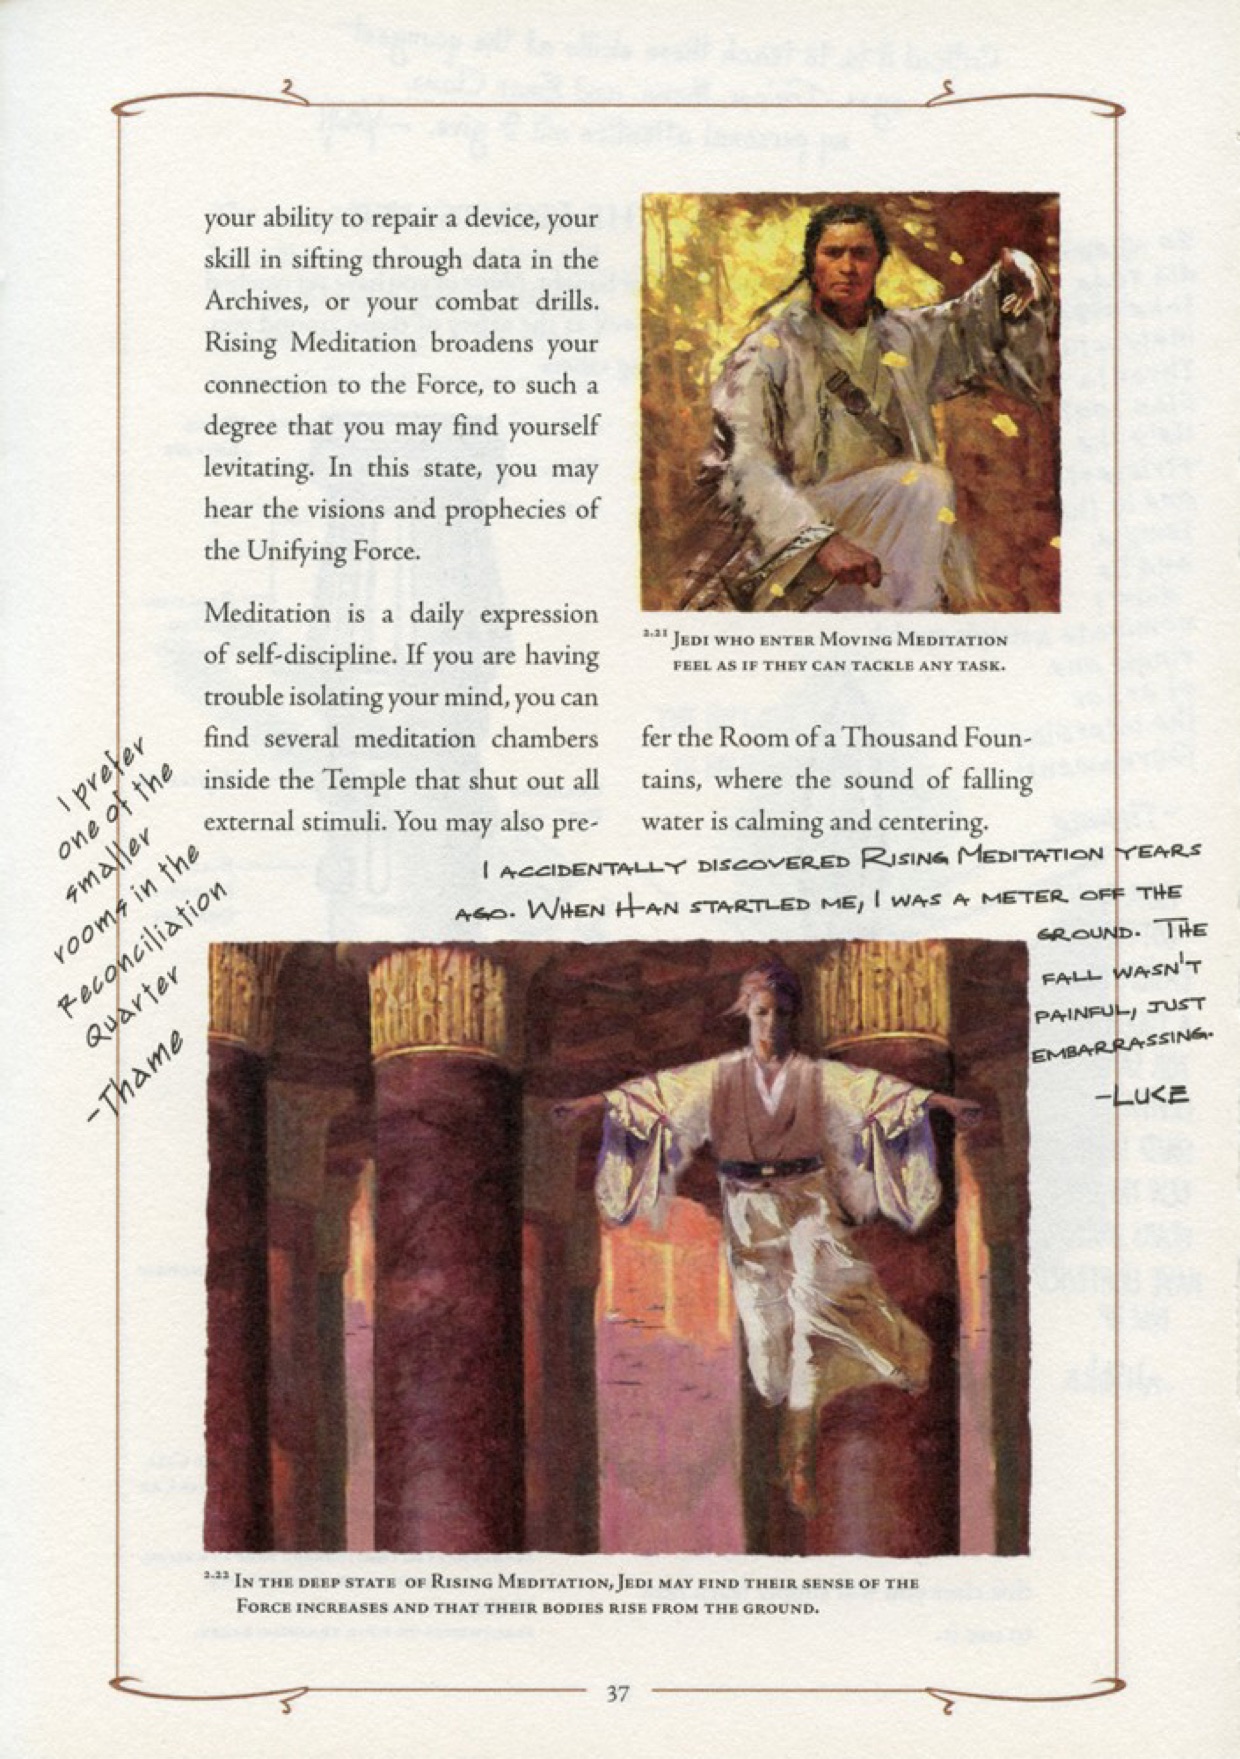 your ability to repair a device, your
skill in sifting through data in the
Archives, or your combat drills.
Rising Meditation broadens your
connection to the Force, to such a
degree that you may find yourself
levitating. In this state, you may
hear the visions and prophecies of
the Unifying Force.
Meditation is a daily expression
of self-discipline. If you are having
trouble isolating your mind, you can
find several meditation chambers
inside the Temple that shut out all
external stimuli. You may also pre-
2.21 Jedi who enter Moving Meditation
feel as if they can tackle any task.
fer the Room of a Thousand Foun-
tains, where the sound of falling
water is calming and centering.
I prefer
one of the
smaller
rooms in the
Reconciliation
Quarter
-Thame
I ACCIDENTALLY DISCOVERED RISING MEDITATION YEARS
AGO. WHEN HAN STARTLED ME, I WAS A METER OFF THE
GROUND. THE
FALL WASN'T
PAINFUL, JUST
EMBARRASSING.
-LUKE
2.22 In the deep state of Rising Meditation, Jedi may find their sense of the
Force increases and that their bodies rise from the ground.
37